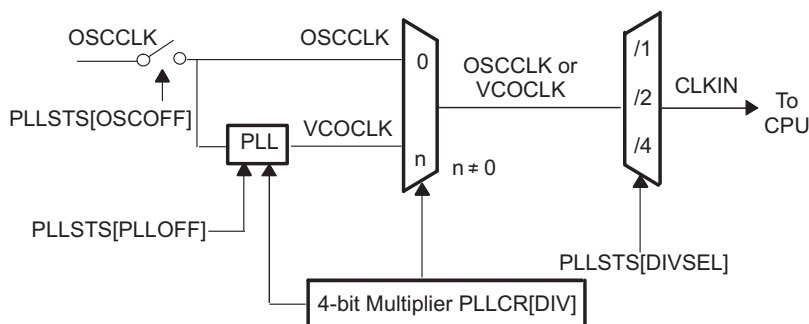 OSCCLK
OSCCLK
0
/1
OSCCLK or
VCOCLK
/2
CLKIN
To
CPU
PLLSTS[OSCOFF]
PLL
VCOCLK
n
n ≠ 0
/4
PLLSTS[PLLOFF]
PLLSTS[DIVSEL]
4-bit Multiplier PLLCR[DIV]